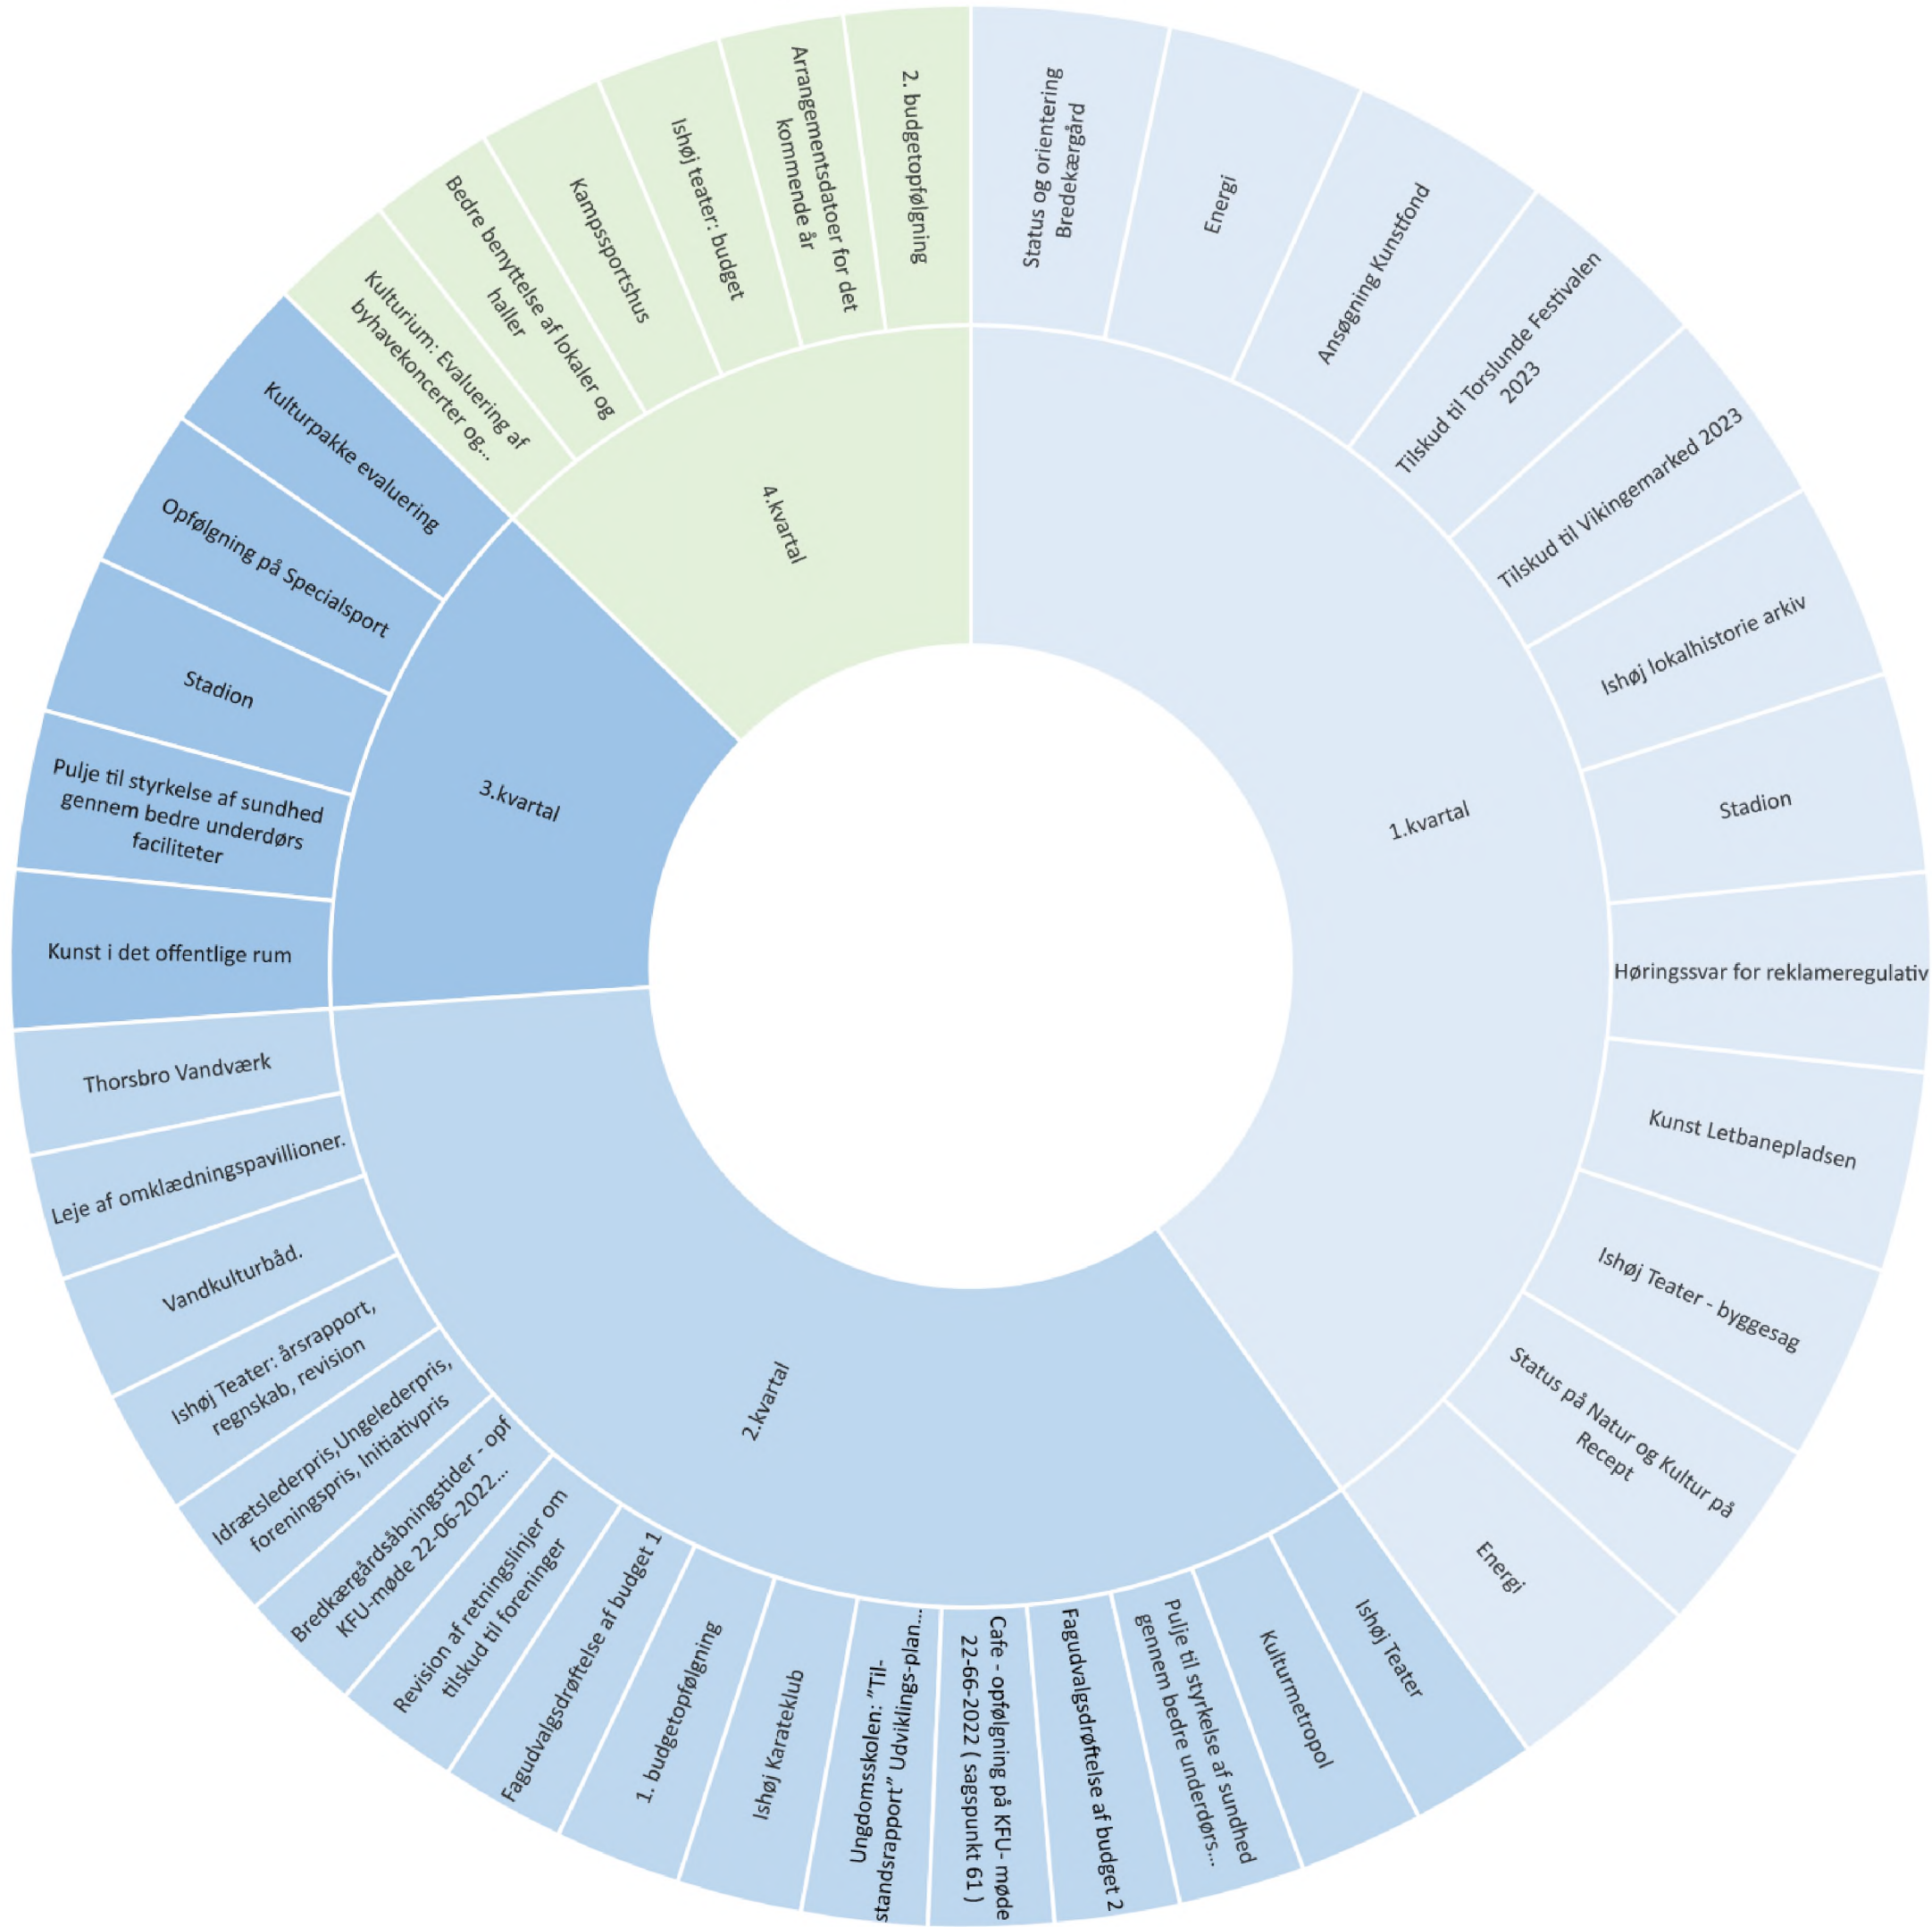 1.kvartal
Status og orientering
Bredekærgård
Energi
Ansøgning Kunstfond
Tilskud til Torslunde Festivalen
2023
Tilskud til Vikingemarked 2023
Ishøj lokalhistorie arkiv
Stadion
Høringssvar for reklameregulativ
Kunst Letbanepladsen
Ishøj Teater - byggesag
Status på Natur og Kultur på
Recept
Energi
2.kvartal
Ishøj Teater
Kulturmetropol
Pulje til styrkelse af sundhed
gennem bedre underdørs...
Fagudvalgsdrøftelse af budget 2
Cafe - opfølgning på KFU- møde
22-66-2022 ( sagspunkt 61 )
Ungdomsskolen: "Til-
standsrapport" Udviklings-plan...
Ishøj Karateklub
1. budgetopfølgning
Fagudvalgsdrøftelse af budget 1
Revision af retningslinjer om
tilskud til foreninger
Bredkærgårdsåbningstider - opf
KFU-møde 22-06-2022...
Idrætslederpris,Ungelederpris,
foreningspris, Initiativpris
Ishøj Teater: årsrapport,
regnskab, revision
Vandkulturbåd.
Leje af omklædningspavillioner.
Thorsbro Vandværk
3.kvartal
Kunst i det offentlige rum
Pulje til styrkelse af sundhed
gennem bedre underdørs
faciliteter
Stadion
Opfølgning på Specialsport
Kulturpakke evaluering
4.kvartal
Kulturium: Evaluering af
byhavekoncerter og...
Bedre benyttelse af lokaler og
haller
Kampssportshus
Ishøj teater: budget
Arrangementsdatoer for det
kommende år
2. budgetopfølgning